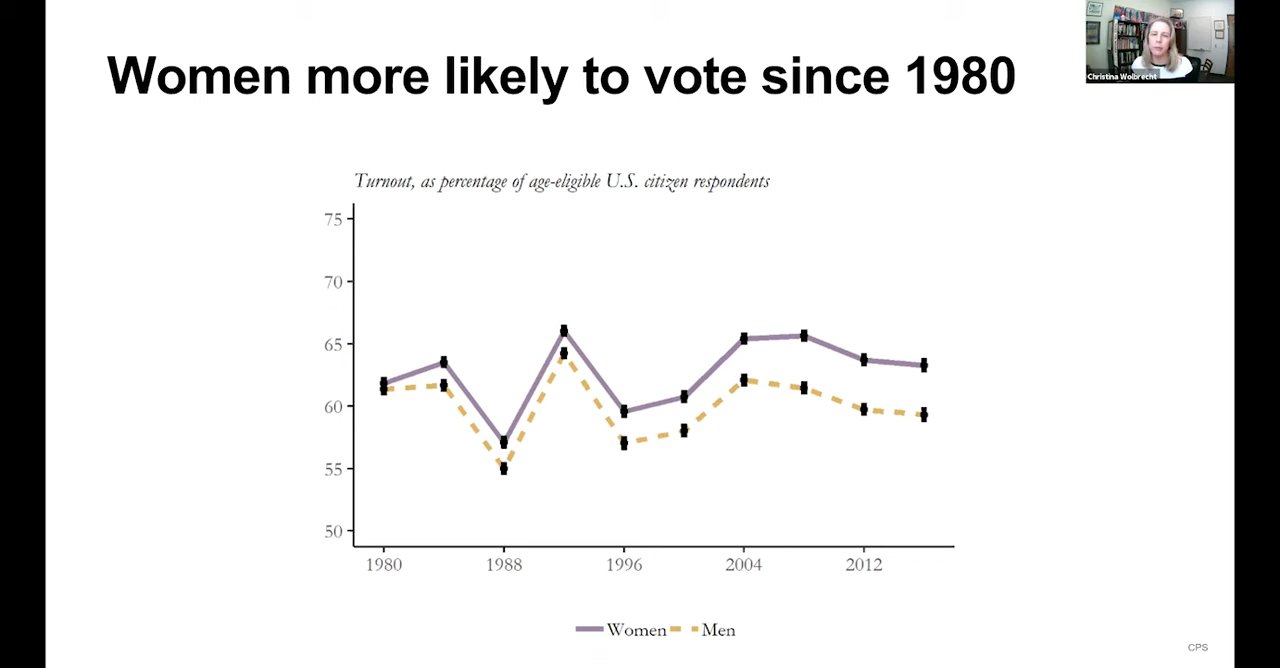 Women more likely to vote since 1980
Christina Wolbrecht
Turnout, as percentage of age-eligible U.S. citizen respondents
75
70
65
60
55
50
1980 1988 1996 2004 2012
Women Men
CPS